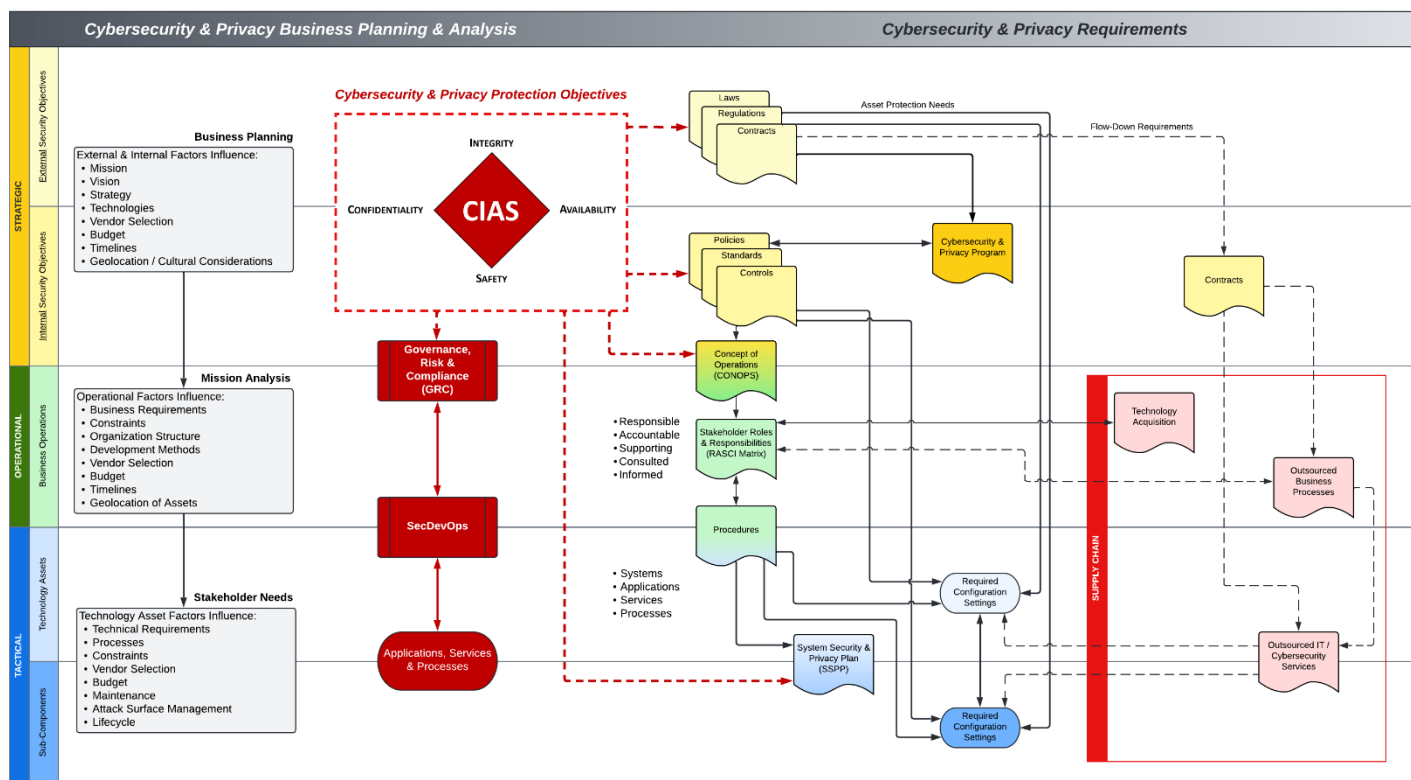 Cybersecurity & Privacy Business Planning & Analysis
Cybersecurity & Privacy Requirements
STRATEGIC
External Security Objectives
Internal Security Objectives
OPERATIONAL
Business Operations
TACTICAL
Technology Assets
Sub-Components
Business Planning
External & Internal Factors Influence:
• Mission
• Vision
• Strategy
• Technologies
• Vendor Selection
• Budget
• Timelines
• Geolocation / Cultural Considerations
Mission Analysis
Operational Factors Influence:
• Business Requirements
• Constraints
• Organization Structure
• Development Methods
• Vendor Selection
• Budget
• Timelines
• Geolocation of Assets
Stakeholder Needs
Technology Asset Factors Influence:
• Technical Requirements
• Processes
• Constraints
• Vendor Selection
• Budget
• Maintenance
• Attack Surface Management
• Lifecycle
Cybersecurity & Privacy Protection Objectives
INTEGRITY
CONFIDENTIALITY
CIAS
AVAILABILITY
SAFETY
Governance,
Risk &
Compliance
(GRC)
SecDevOps
Applications, Services
& Processes
Laws
Regulations
Contracts
Asset Protection Needs
Flow-Down Requirements
Policies
Standards
Controls
Cybersecurity &
Privacy Program
Contracts
Concept of
Operations
(CONOPS)
• Responsible
• Accountable
• Supporting
• Consulted
• Informed
Stakeholder Roles
& Responsibilities
(RASCI Matrix)
Technology
Acquisition
Outsourced
Business
Processes
Procedures
• Systems
• Applications
• Services
• Processes
Required
Configuration
Settings
System Security &
Privacy Plan
(SSPP)
Outsourced IT /
Cybersecurity
Services
Required
Configuration
Settings
SUPPLY CHAIN